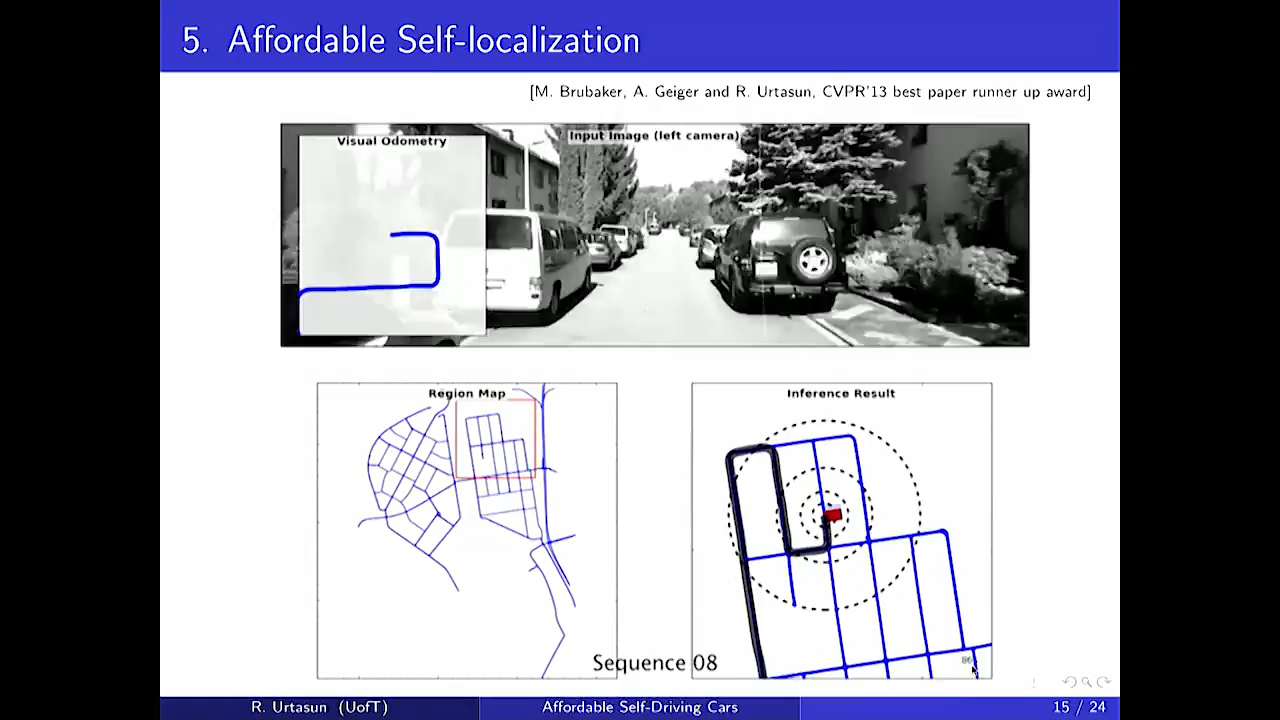 5. Affordable Self-localization
[M. Brubaker, A. Geiger and R. Urtasun, CVPR'13 best paper runner up award]
Visual Odometry
Input Image (left camera)
Region Map
Inference Result
Sequence 08
R. Urtasun (UofT)
Affordable Self-Driving Cars
15 / 24